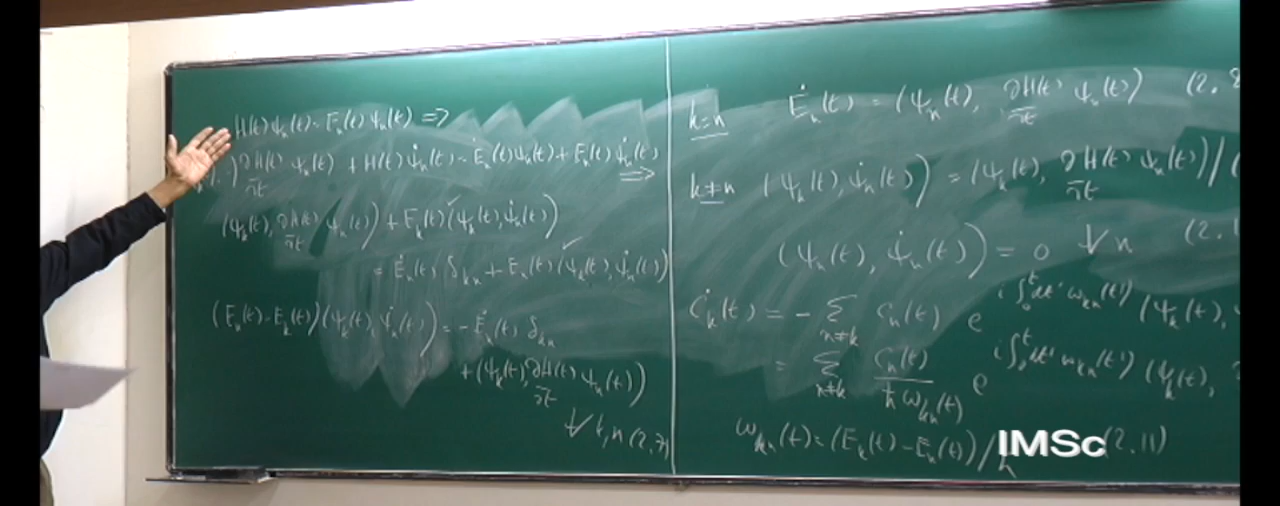 H(t) ψ_n(t) = E_n(t) ψ_n(t) ⇒
∂H(t)/∂t ψ_n(t) + H(t) ψ̇_n(t) = Ė_n(t) ψ_n(t) + E_n(t) ψ̇_n(t) ⇒
(ψ_k(t), ∂H(t)/∂t ψ_n(t)) + E_k(t) (ψ_k(t), ψ̇_n(t))
= Ė_n(t) δ_kn + E_n(t) (ψ_k(t), ψ̇_n(t))
(E_n(t) - E_k(t)) (ψ_k(t), ψ̇_n(t)) = - Ė_n(t) δ_kn
+ (ψ_k(t), ∂H(t)/∂t ψ_n(t))
∀ t, n (2.7)
k=n Ė_n(t) = (ψ_n(t), ∂H(t)/∂t ψ_n(t)) (2.8
k≠n (ψ_k(t), ψ̇_n(t)) = (ψ_k(t), ∂H(t)/∂t ψ_n(t)) / (
(ψ_n(t), ψ̇_n(t)) = 0 ∀ n (2.1
Ċ_k(t) = - Σ_{n≠k} C_n(t) e^{i∫_0^t dt' ω_kn(t')} (ψ_k(t),
= Σ_{n≠k} C_n(t)/ħω_kn(t) e^{i∫_0^t dt' ω_kn(t')} (ψ_k(t),
ω_kn(t) = (E_k(t) - E_n(t))/ħ (2.11)
IMSc